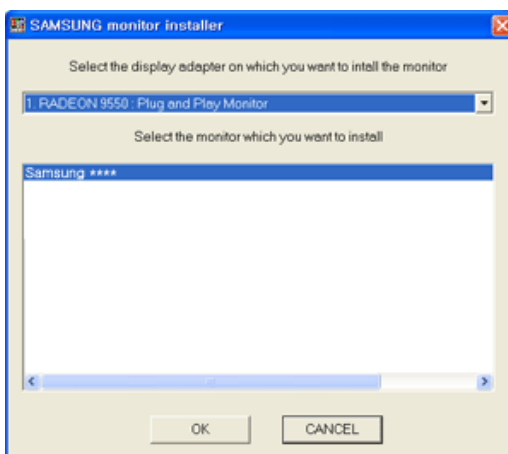 SAMSUNG monitor installer
Select the display adapter on which you want to intall the monitor
1. RADEON 9550 : Plug and Play Monitor
Select the monitor which you want to install
Samsung ****
OK CANCEL